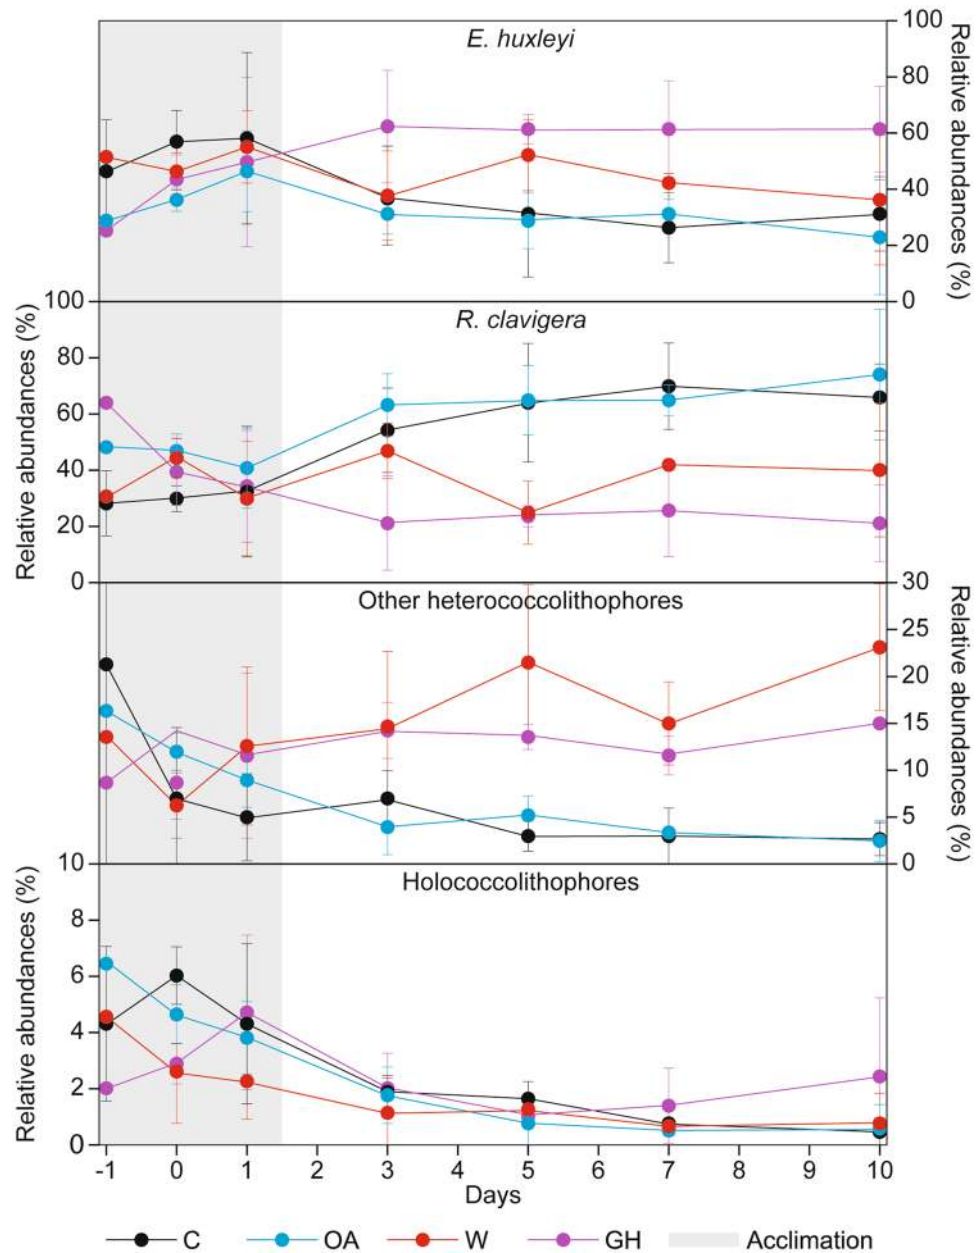 E. huxleyi
100
80
60
40
20
0
Relative abundances (%)
R. clavigera
100
80
60
40
20
0
Relative abundances (%)
Other heterococcolithophores
30
25
20
15
10
5
0
Relative abundances (%)
Holococcolithophores
10
8
6
4
2
0
Relative abundances (%)
-1 0 1 2 3 4 5 6 7 8 9 10
Days
C OA W GH Acclimation